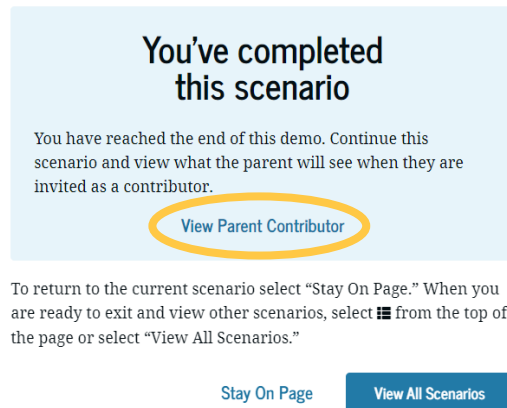 You've completed
this scenario
You have reached the end of this demo. Continue this
scenario and view what the parent will see when they are
invited as a contributor.
View Parent Contributor
To return to the current scenario select “Stay On Page.” When you
are ready to exit and view other scenarios, select from the top of
the page or select “View All Scenarios.”
Stay On Page
View All Scenarios